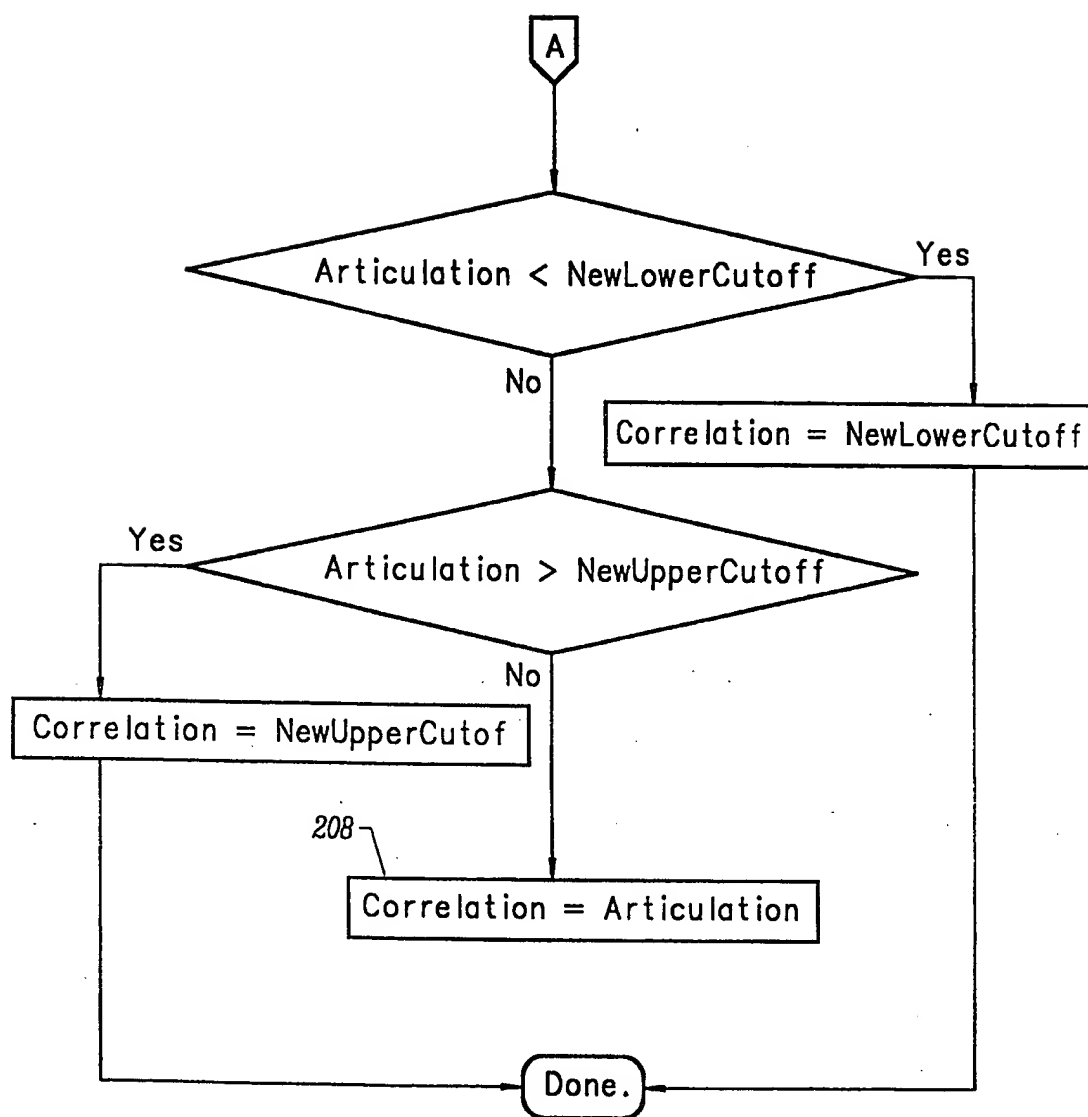 A
Articulation < NewLowerCutoff
Yes
No
Correlation = NewLowerCutoff
Yes
Articulation > NewUpperCutoff
No
Correlation = NewUpperCutof
208
Correlation = Articulation
Done.